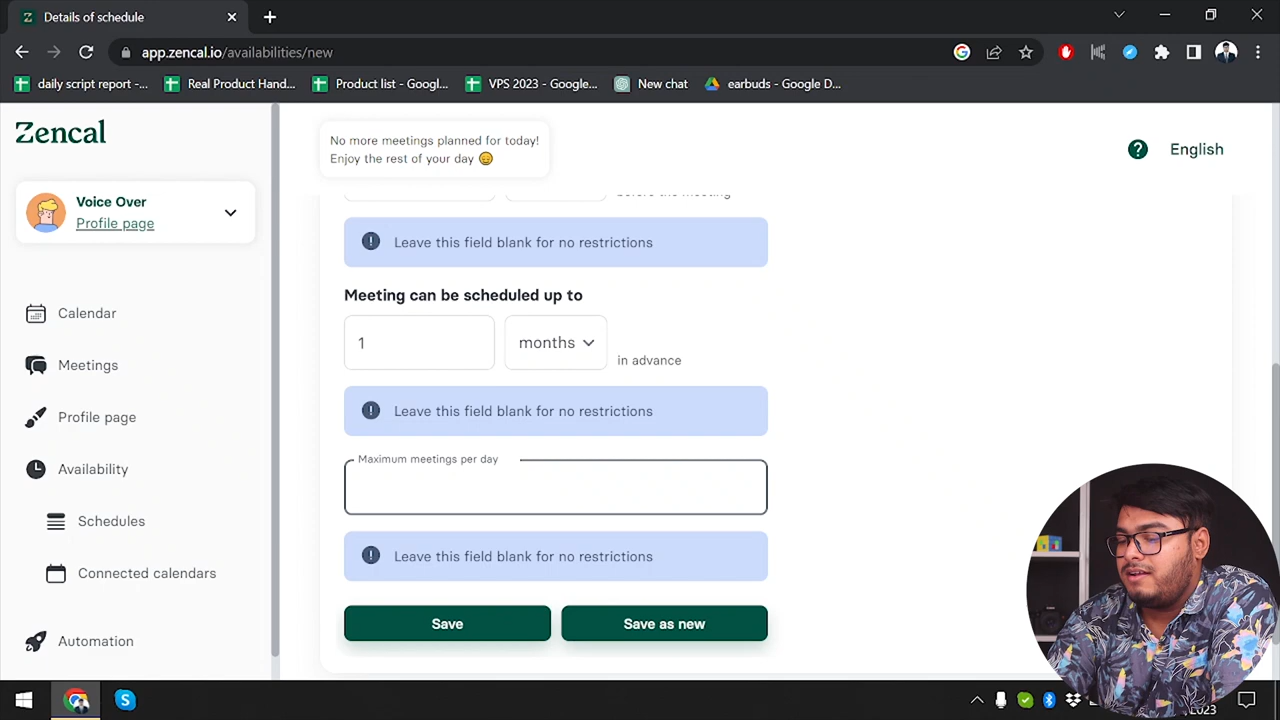 Details of schedule
app.zencal.io/availabilities/new
daily script report -...
Real Product Hand...
Product list - Googl...
VPS 2023 - Google...
New chat
earbuds - Google D...
Zencal
No more meetings planned for today!
Enjoy the rest of your day 😊
English
Voice Over
Profile page
Calendar
Meetings
Profile page
Availability
Schedules
Connected calendars
Automation
before the meeting
Leave this field blank for no restrictions
Meeting can be scheduled up to
1
months
in advance
Leave this field blank for no restrictions
Maximum meetings per day
Leave this field blank for no restrictions
Save
Save as new